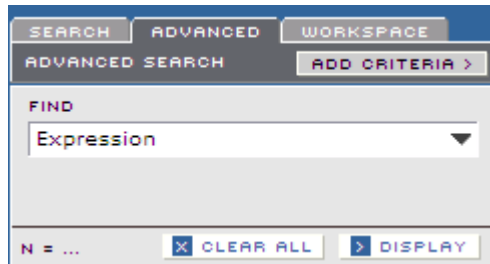 SEARCH ADVANCED WORKSPACE
ADVANCED SEARCH ADD CRITERIA >
FIND
Expression
N = ... X CLEAR ALL > DISPLAY